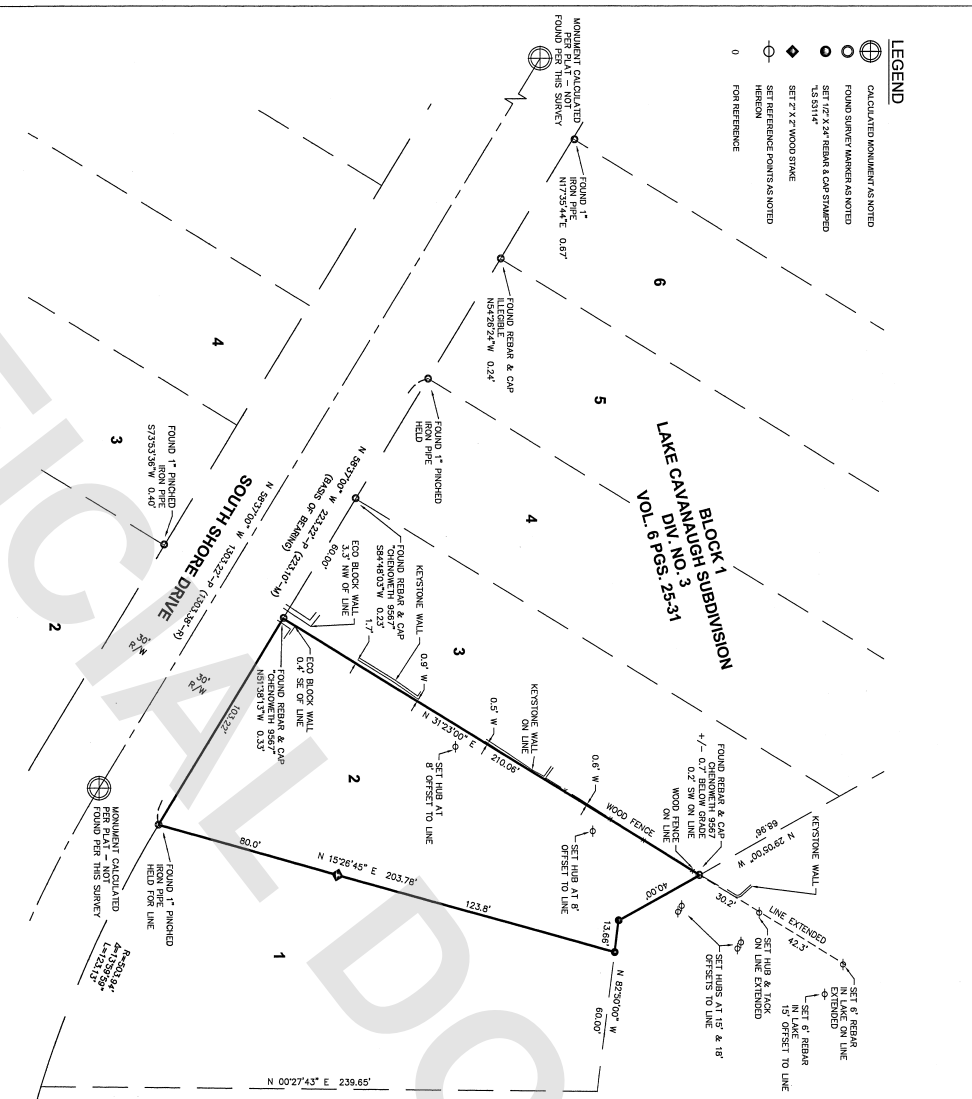 LEGEND
CALCULATED MONUMENT AS NOTED
FOUND SURVEY MARKER AS NOTED
SET 1/2" X 24" REBAR & CAP STAMPED
"LS 53114"
SET 2" X 2" WOOD STAKE
SET REFERENCE POINTS AS NOTED
HEREON
0 FOR REFERENCE
MONUMENT CALCULATED
PER PLAT - NOT
FOUND PER THIS SURVEY
FOUND 1"
IRON PIPE
N17°35'44"E 0.67'
FOUND REBAR & CAP
ILLEGIBLE
N54°26'24"W 0.24'
FOUND 1" PINCHED
IRON PIPE
HELD
6
5
4
3
2
1
BLOCK 1
LAKE CAVANAUGH SUBDIVISION
DIV. NO. 3
VOL. 6 PGS. 25-31
4
3
2
FOUND 1" PINCHED
IRON PIPE
S73°53'36"W 0.40'
N 58°37'00" W 223.22'-P (223.10'-M)
(BASIS OF BEARING)
60.00'
SOUTH SHORE DRIVE
N 58°37'00" W 1303.22'-P (1303.38'-R)
30'
R/W
30'
R/W
FOUND REBAR & CAP
"CHENOWETH 9567"
S84°46'03"W 0.23'
ECO BLOCK WALL
3.3' NW OF LINE
KEYSTONE WALL
1.7'
0.9' W
ECO BLOCK WALL
0.4' SE OF LINE
FOUND REBAR & CAP
"CHENOWETH 9567"
N51°38'13"W 0.33'
103.22'
N 31°23'00" E
210.06'
SET HUB AT
8' OFFSET TO LINE
0.5' W
KEYSTONE WALL
ON LINE
0.6' W
WOOD FENCE
SET HUB AT 8'
OFFSET TO LINE
FOUND REBAR & CAP
CHENOWETH 9567
+/- 0.7' BELOW GRADE
0.2' SW ON LINE
WOOD FENCE
ON LINE
68.96'
N 29°05'00" W
KEYSTONE WALL
30.2'
LINE EXTENDED
42.3'
40.00'
13.66'
SET HUB & TACK
ON LINE EXTENDED
SET HUBS AT 15' & 18'
OFFSETS TO LINE
SET 6' REBAR
IN LAKE ON LINE
EXTENDED
SET 6' REBAR
IN LAKE
15' OFFSET TO LINE
80.0'
N 15°26'45" E 203.78'
123.8'
N 82°50'00" W
60.00'
FOUND 1" PINCHED
IRON PIPE
HELD FOR LINE
MONUMENT CALCULATED
PER PLAT - NOT
FOUND PER THIS SURVEY
R=503.94'
Δ=13°59'59"
L=123.13'
N 00°27'43" E 239.65'